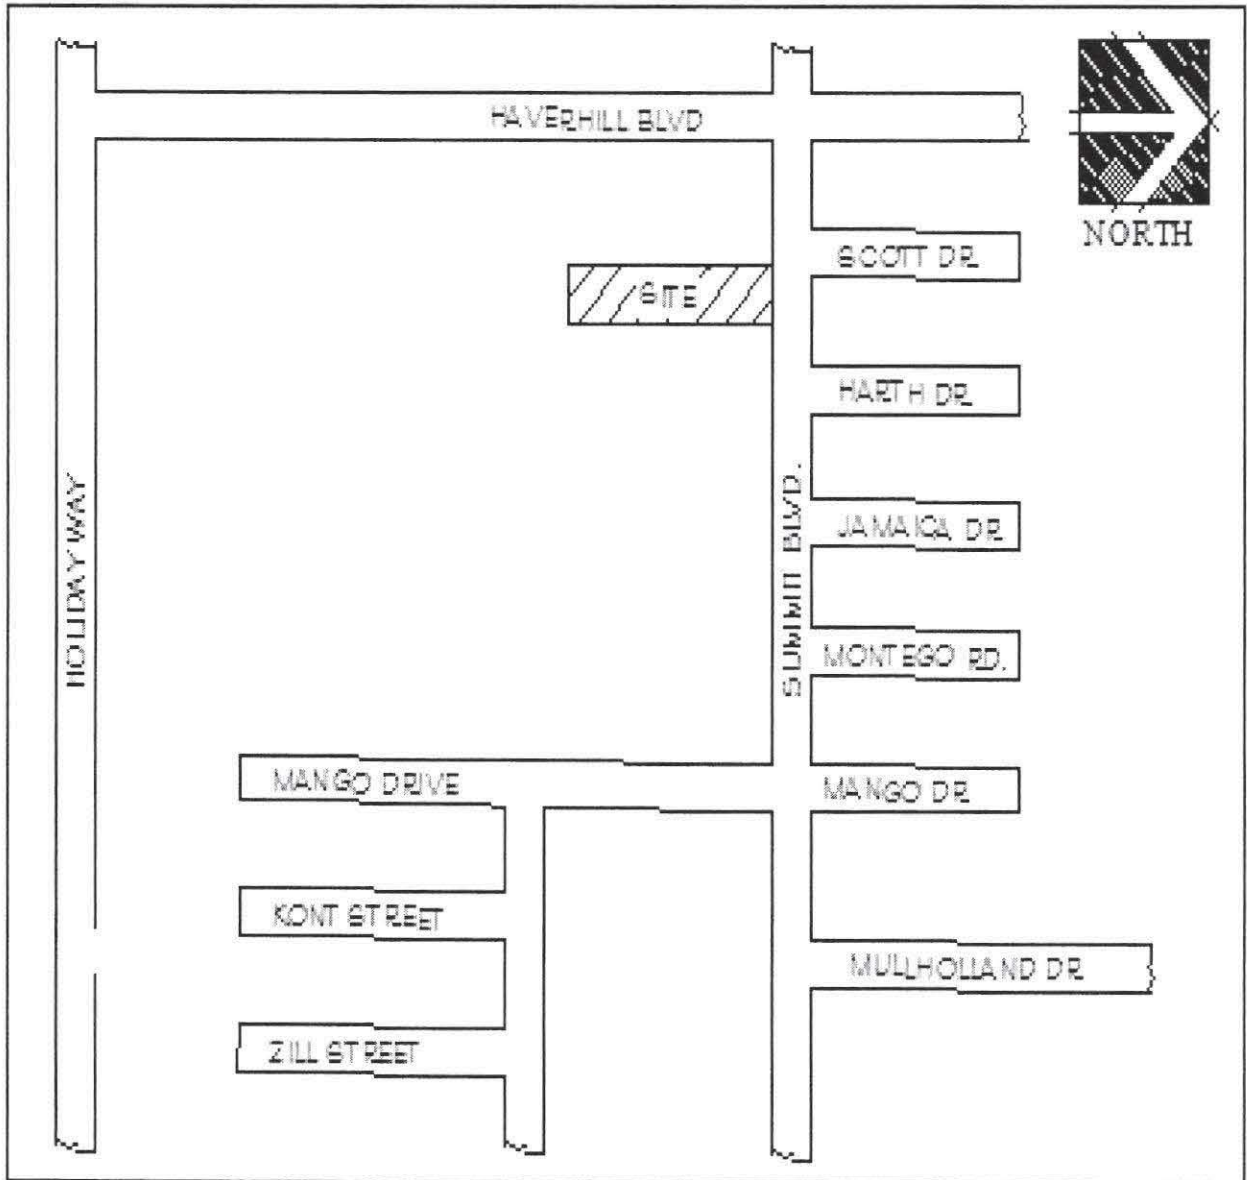 HAVERHILL BLVD
NORTH
SCOTT DR.
SITE
HARTH DR.
HOLIDAY WAY
SUMMIT BLVD.
JAMAICA DR.
MONTEGO RD.
MANGO DRIVE
MANGO DR.
KONT STREET
MULLHOLLAND DR.
ZILL STREET